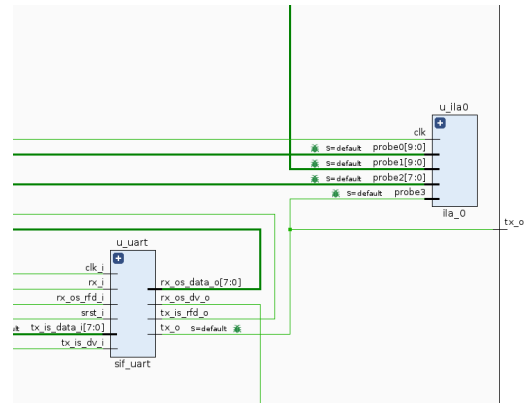 u_ila0
clk
S=default probe0[9:0]
S=default probe1[9:0]
S=default probe2[7:0]
S=default probe3
ila_0
tx_o
u_uart
clk_i
rx_i
rx_os_rfd_i
srst_i
tx_is_data_i[7:0]
tx_is_dv_i
rx_os_data_o[7:0]
rx_os_dv_o
tx_is_rfd_o
tx_o S=default
sif_uart